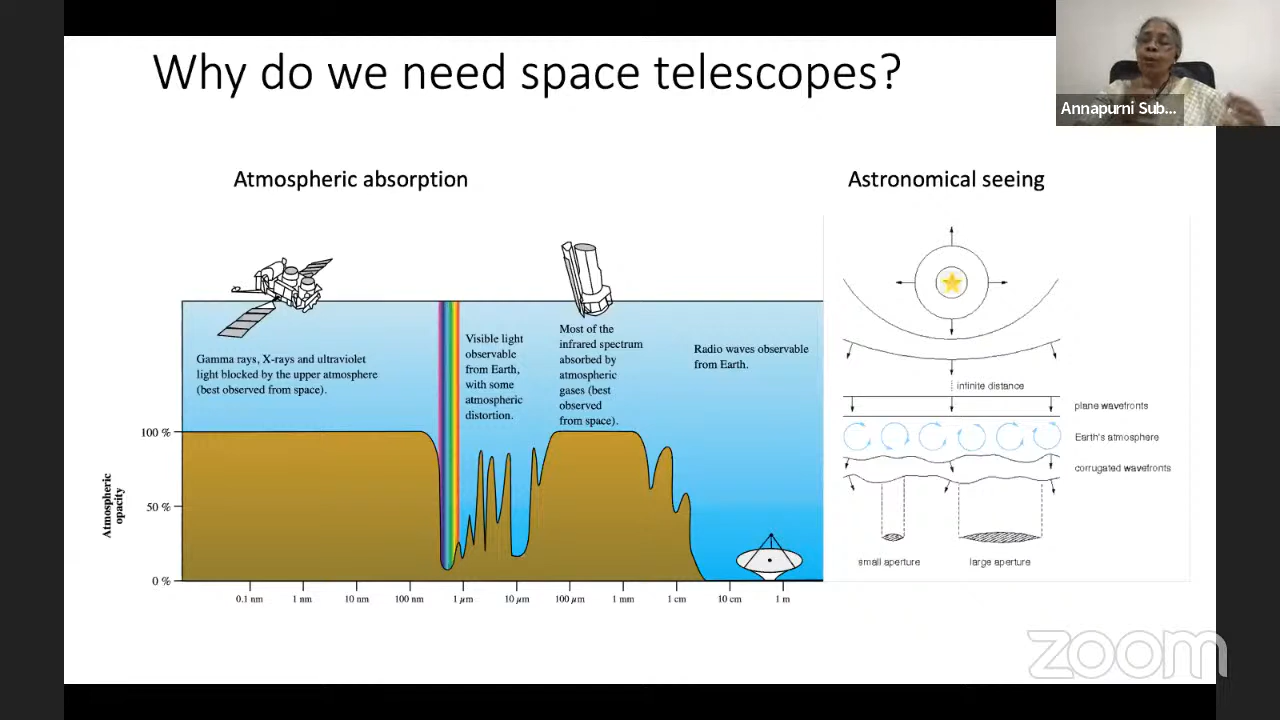 Why do we need space telescopes?
Annapurni Sub...
Atmospheric absorption
Astronomical seeing
Gamma rays, X-rays and ultraviolet
light blocked by the upper atmosphere
(best observed from space).
Visible light
observable
from Earth,
with some
atmospheric
distortion.
Most of the
infrared spectrum
absorbed by
atmospheric
gases (best
observed
from space).
Radio waves observable
from Earth.
Atmospheric
opacity
100 %
50 %
0 %
0.1 nm
1 nm
10 nm
100 nm
1 μm
10 μm
100 μm
1 mm
1 cm
10 cm
1 m
infinite distance
plane wavefronts
Earth's atmosphere
corrugated wavefronts
small aperture
large aperture
zoom